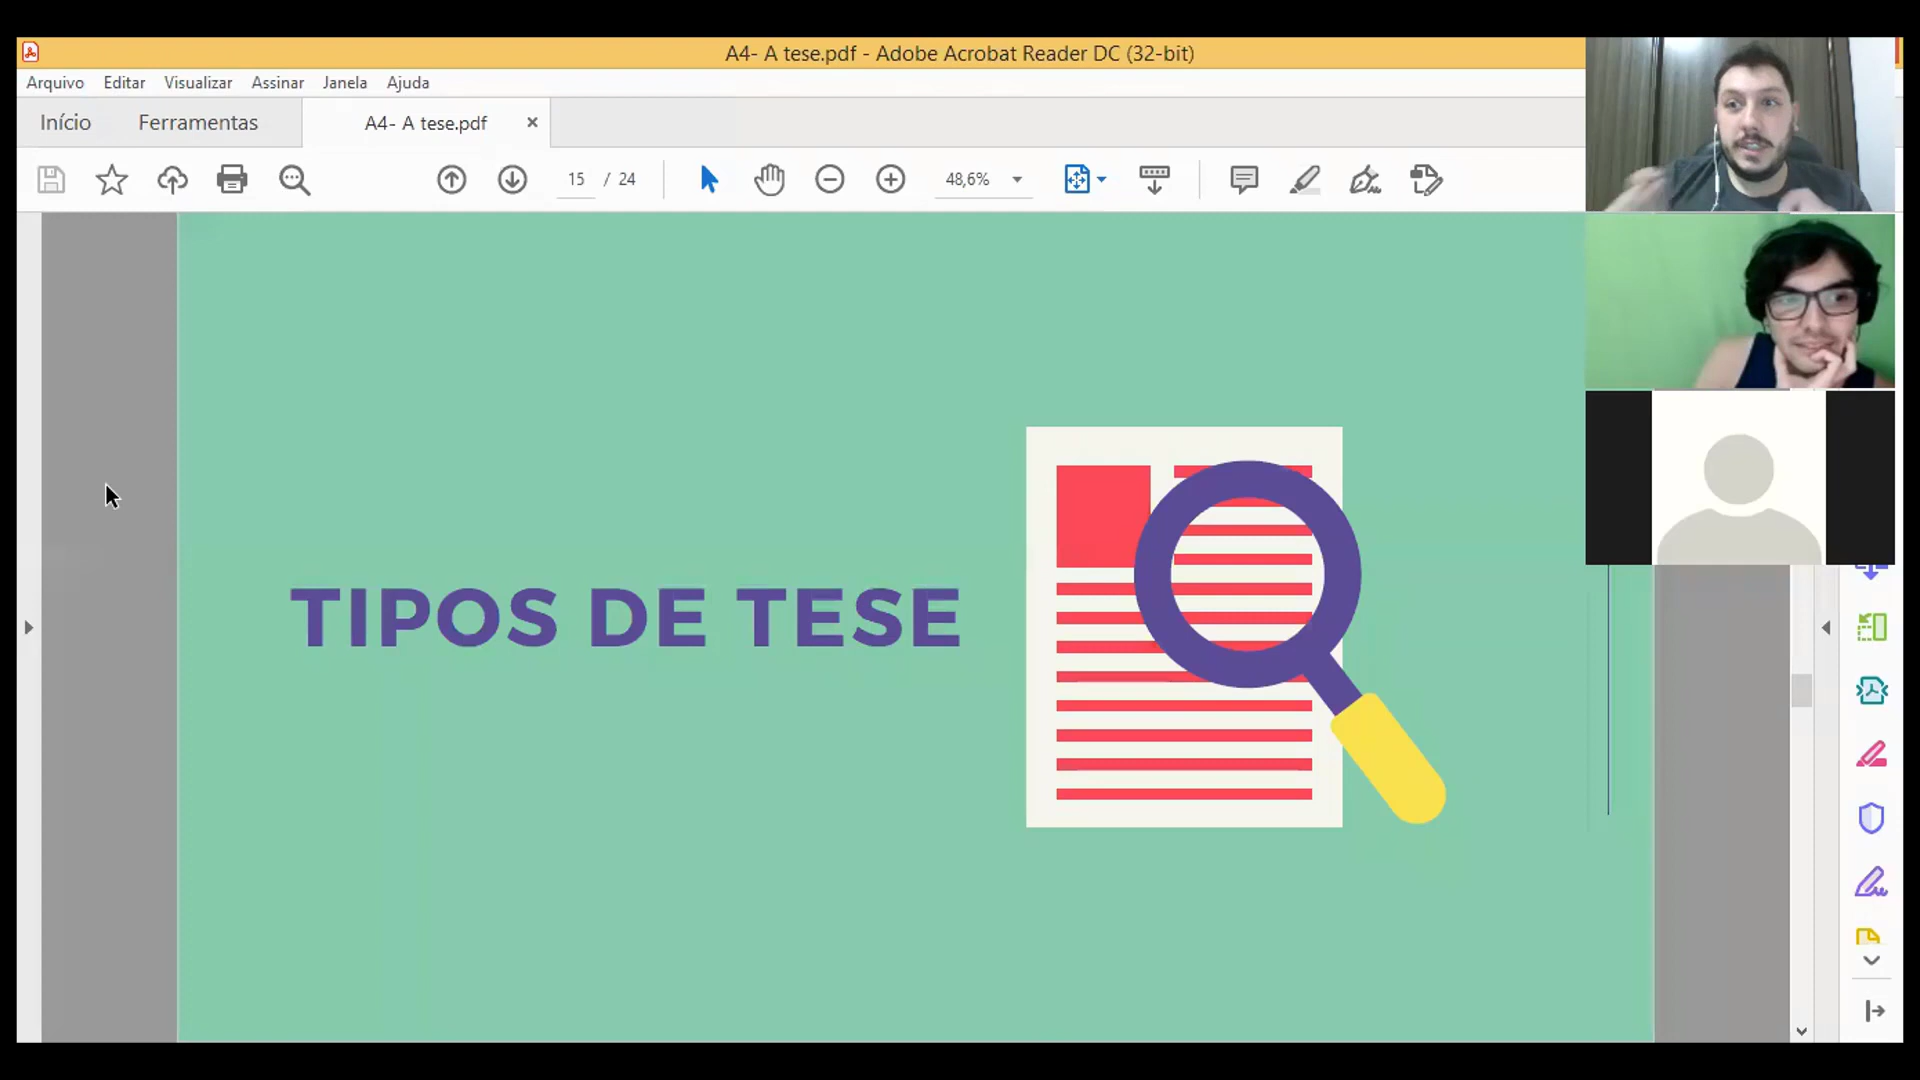 A4- A tese.pdf - Adobe Acrobat Reader DC (32-bit)
Arquivo Editar Visualizar Assinar Janela Ajuda
Início Ferramentas A4- A tese.pdf ×
15 / 24 48,6%
TIPOS DE TESE